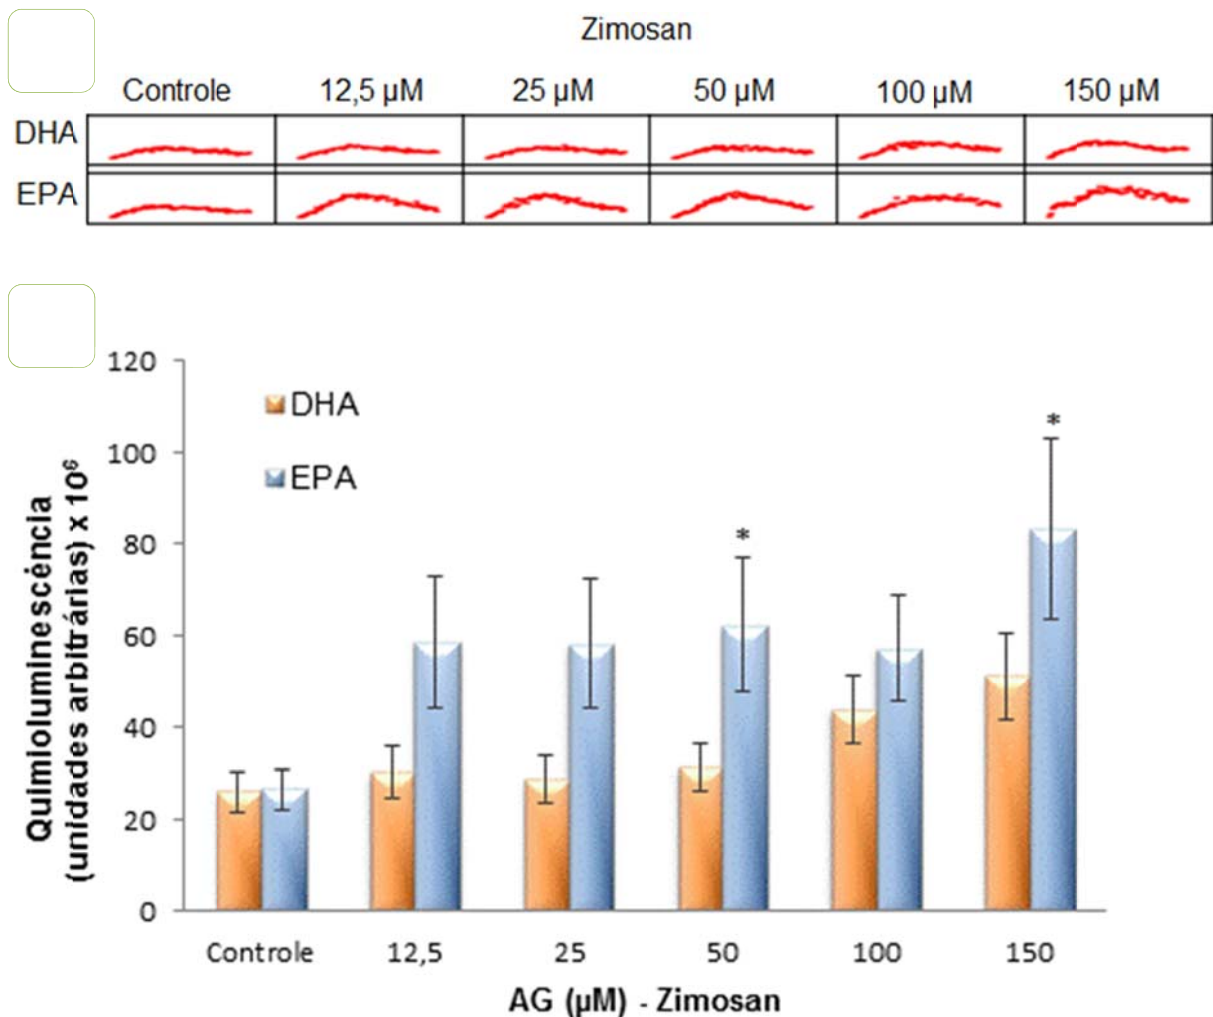 Zimosan
Controle 12,5 µM 25 µM 50 µM 100 µM 150 µM
DHA
EPA
120
100
80
60
40
20
0
DHA
EPA
*
*
Quimioluminescência
(unidades arbitrárias) x 10⁶
Controle 12,5 25 50 100 150
AG (µM) - Zimosan